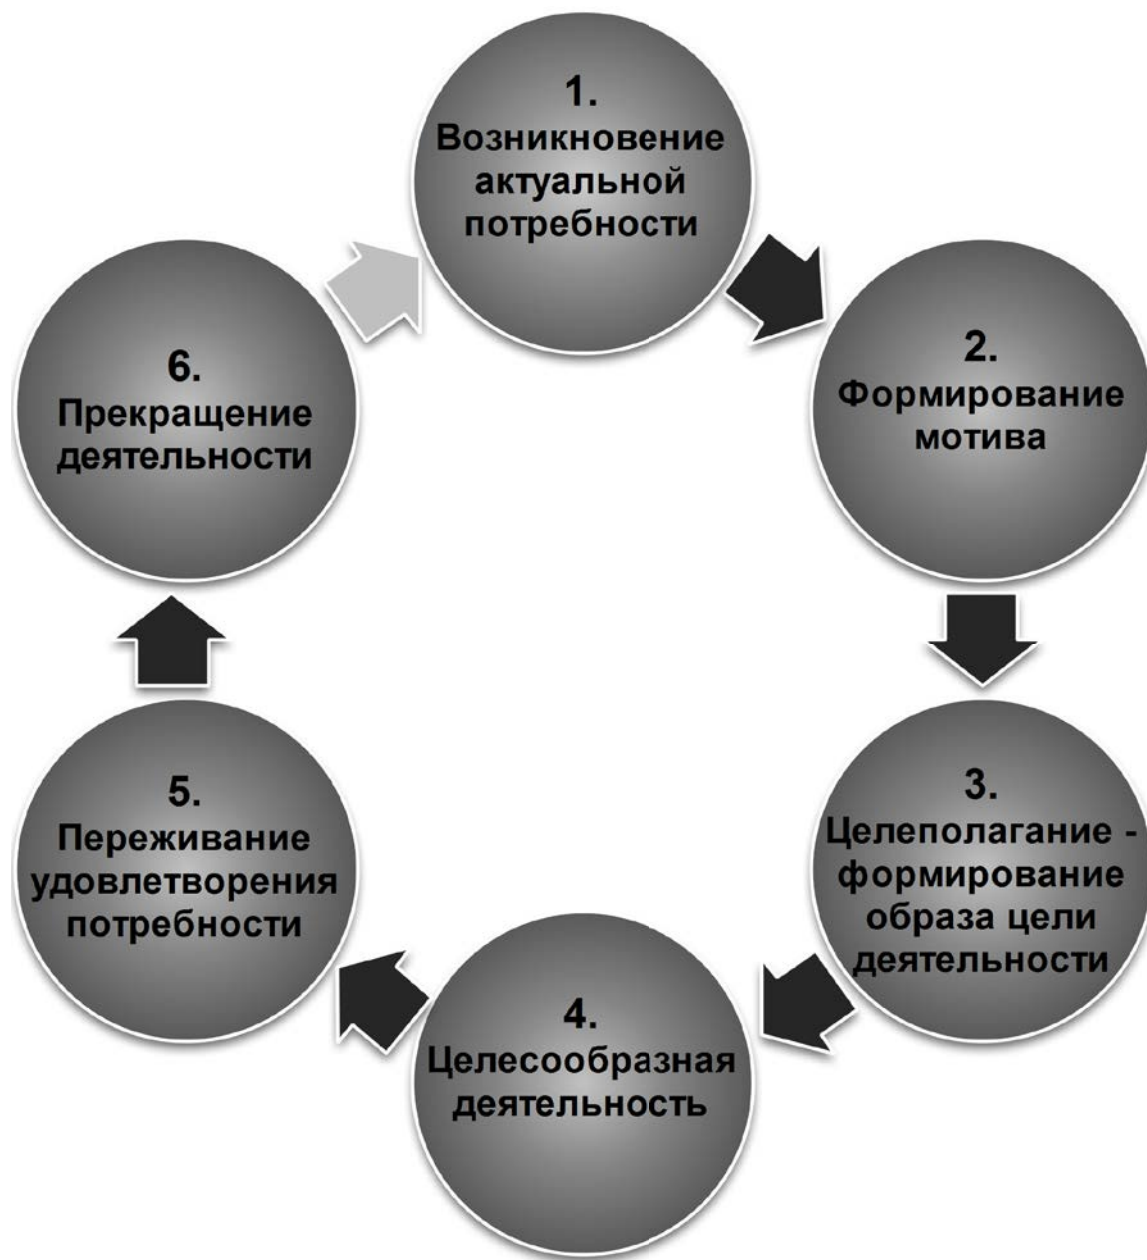 1.
Возникновение
актуальной
потребности
2.
Формирование
мотива
3.
Целеполагание -
формирование
образа цели
деятельности
4.
Целесообразная
деятельность
5.
Переживание
удовлетворения
потребности
6.
Прекращение
деятельности